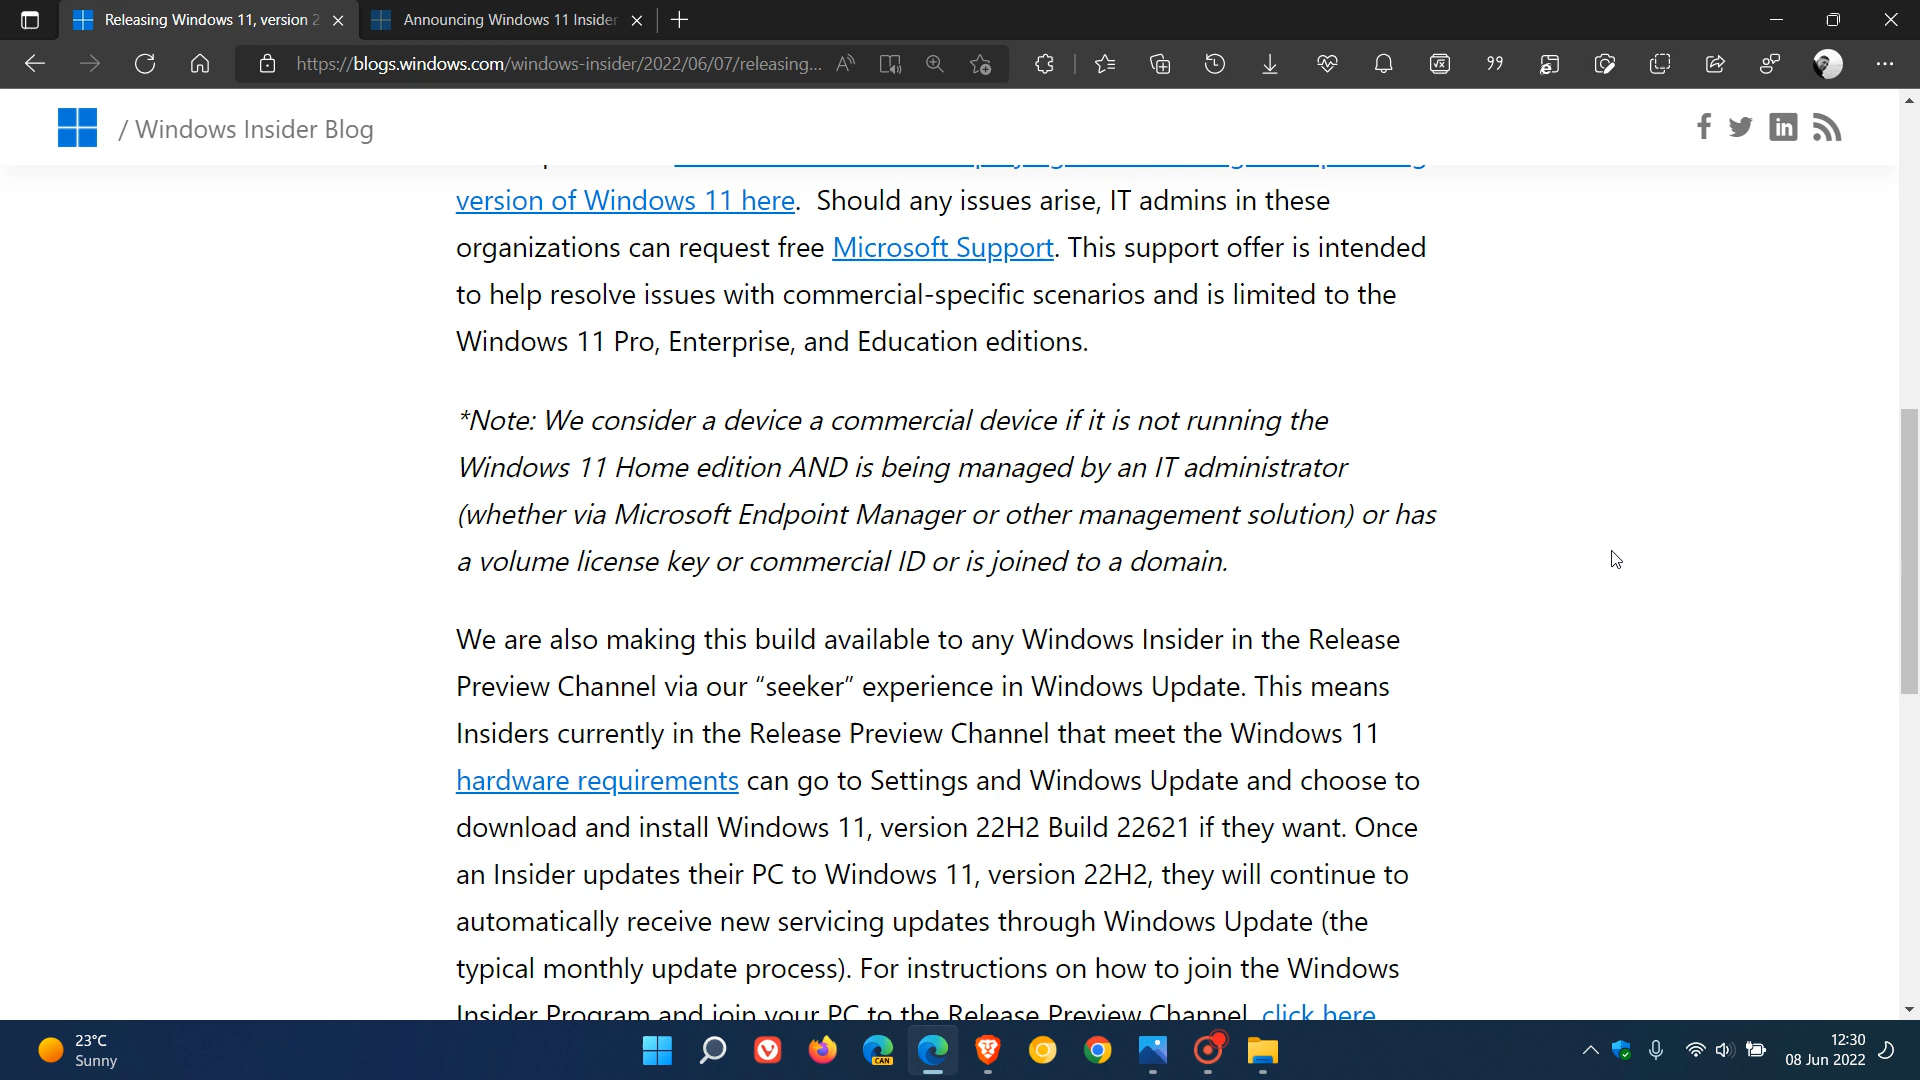 Releasing Windows 11, version 2
Announcing Windows 11 Insider
https://blogs.windows.com/windows-insider/2022/06/07/releasing...
/ Windows Insider Blog
version of Windows 11 here.  Should any issues arise, IT admins in these
organizations can request free Microsoft Support. This support offer is intended
to help resolve issues with commercial-specific scenarios and is limited to the
Windows 11 Pro, Enterprise, and Education editions.
*Note: We consider a device a commercial device if it is not running the
Windows 11 Home edition AND is being managed by an IT administrator
(whether via Microsoft Endpoint Manager or other management solution) or has
a volume license key or commercial ID or is joined to a domain.
We are also making this build available to any Windows Insider in the Release
Preview Channel via our “seeker” experience in Windows Update. This means
Insiders currently in the Release Preview Channel that meet the Windows 11
hardware requirements can go to Settings and Windows Update and choose to
download and install Windows 11, version 22H2 Build 22621 if they want. Once
an Insider updates their PC to Windows 11, version 22H2, they will continue to
automatically receive new servicing updates through Windows Update (the
typical monthly update process). For instructions on how to join the Windows
Insider Program and join your PC to the Release Preview Channel, click here
23°C
Sunny
CAN
12:30
08 Jun 2022